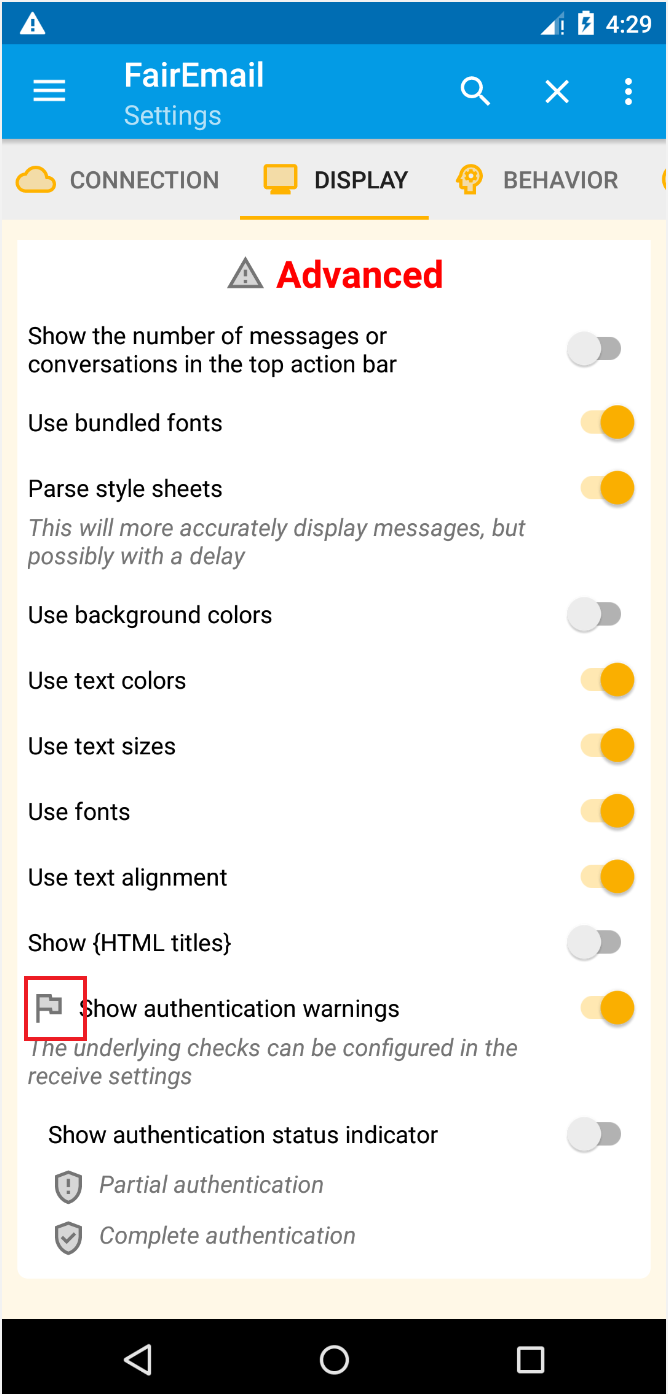 4:29
FairEmail
Settings
CONNECTION DISPLAY BEHAVIOR
Advanced
Show the number of messages or
conversations in the top action bar
Use bundled fonts
Parse style sheets
This will more accurately display messages, but
possibly with a delay
Use background colors
Use text colors
Use text sizes
Use fonts
Use text alignment
Show {HTML titles}
Show authentication warnings
The underlying checks can be configured in the
receive settings
Show authentication status indicator
Partial authentication
Complete authentication